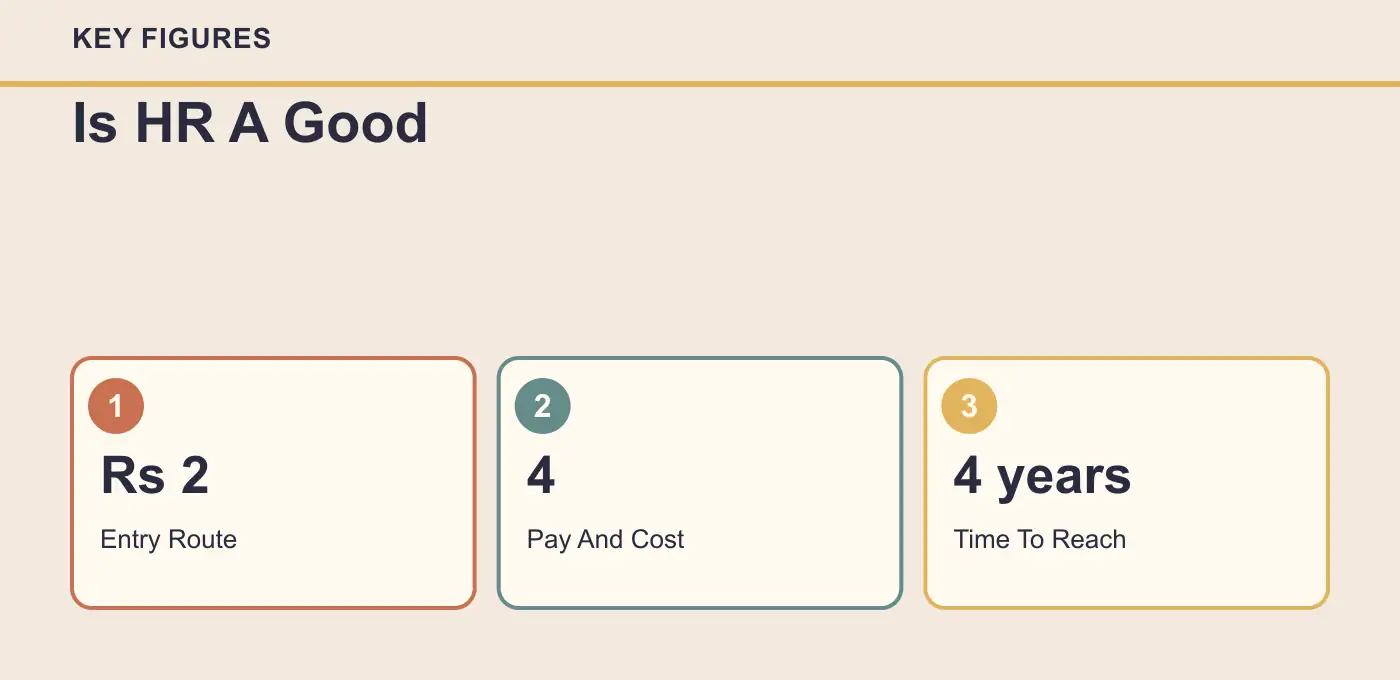 KEY FIGURES
Is HR A Good
1
Rs 2
Entry Route
2
4
Pay And Cost
3
4 years
Time To Reach